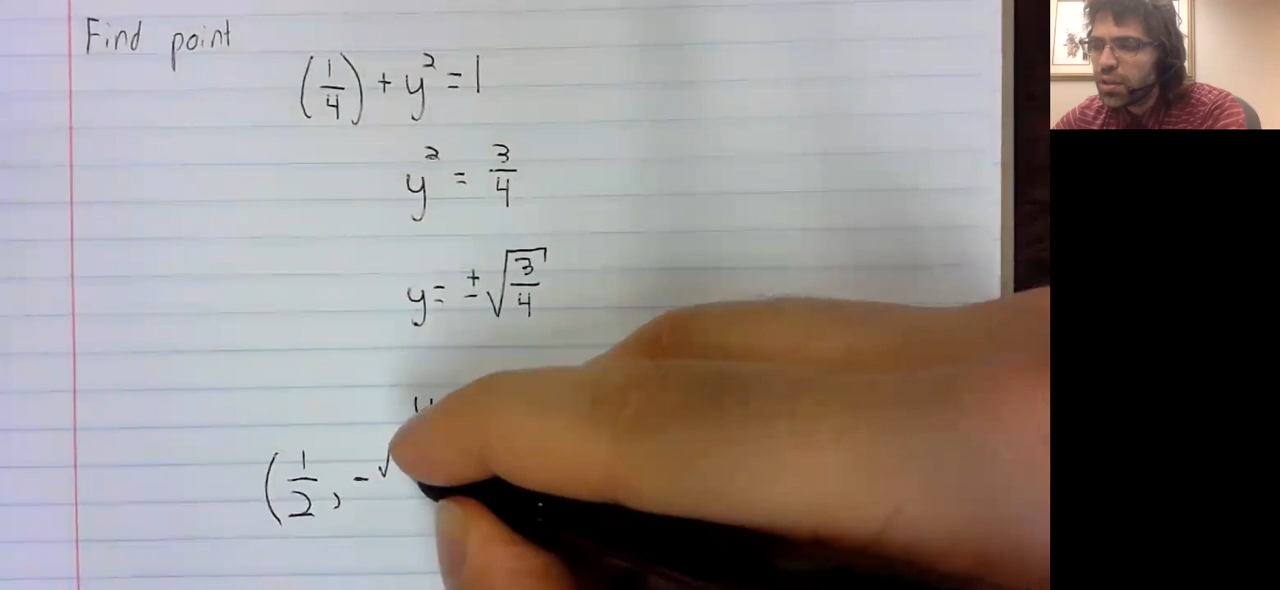 Find point
(1/4) + y² = 1
y² = 3/4
y = ±√(3/4)
y
(1/2, -√